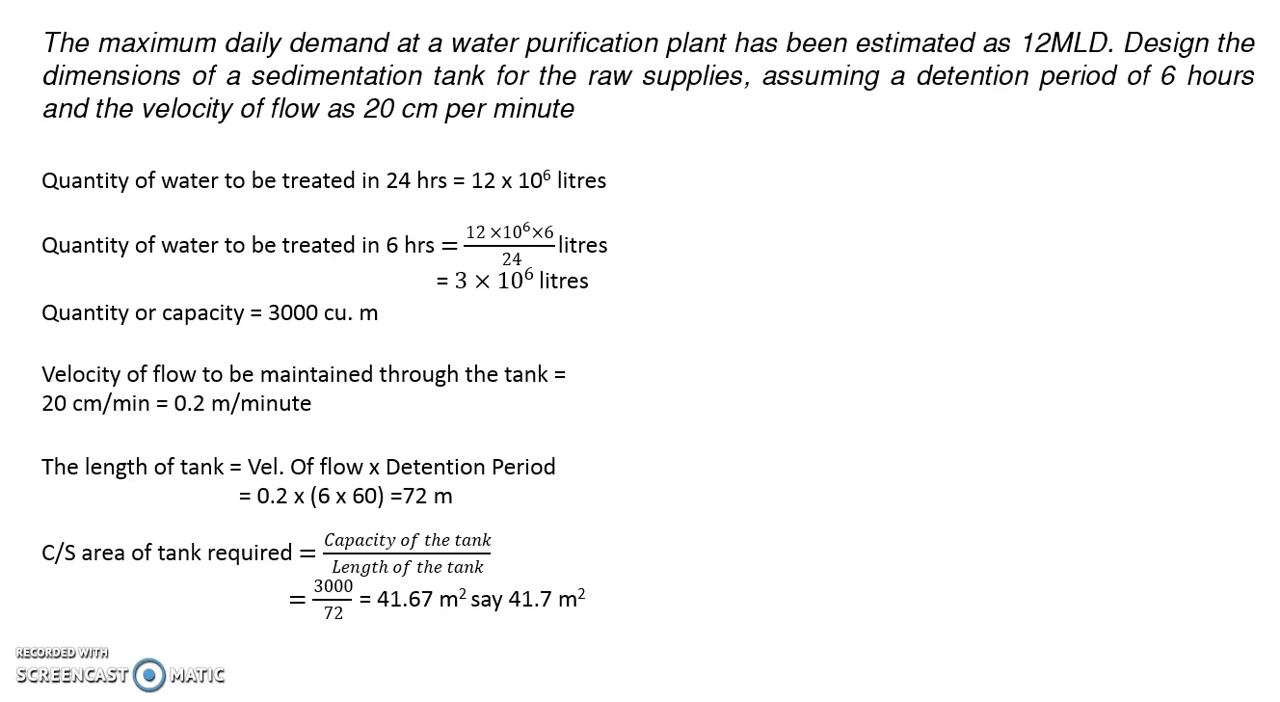 The maximum daily demand at a water purification plant has been estimated as 12MLD. Design the
dimensions of a sedimentation tank for the raw supplies, assuming a detention period of 6 hours
and the velocity of flow as 20 cm per minute
Quantity of water to be treated in 24 hrs = 12 x 10⁶ litres
Quantity of water to be treated in 6 hrs = 12 ×10⁶×6 / 24 litres
= 3 × 10⁶ litres
Quantity or capacity = 3000 cu. m
Velocity of flow to be maintained through the tank =
20 cm/min = 0.2 m/minute
The length of tank = Vel. Of flow x Detention Period
= 0.2 x (6 x 60) =72 m
C/S area of tank required = Capacity of the tank / Length of the tank
= 3000 / 72 = 41.67 m² say 41.7 m²
RECORDED WITH
SCREENCAST MATIC